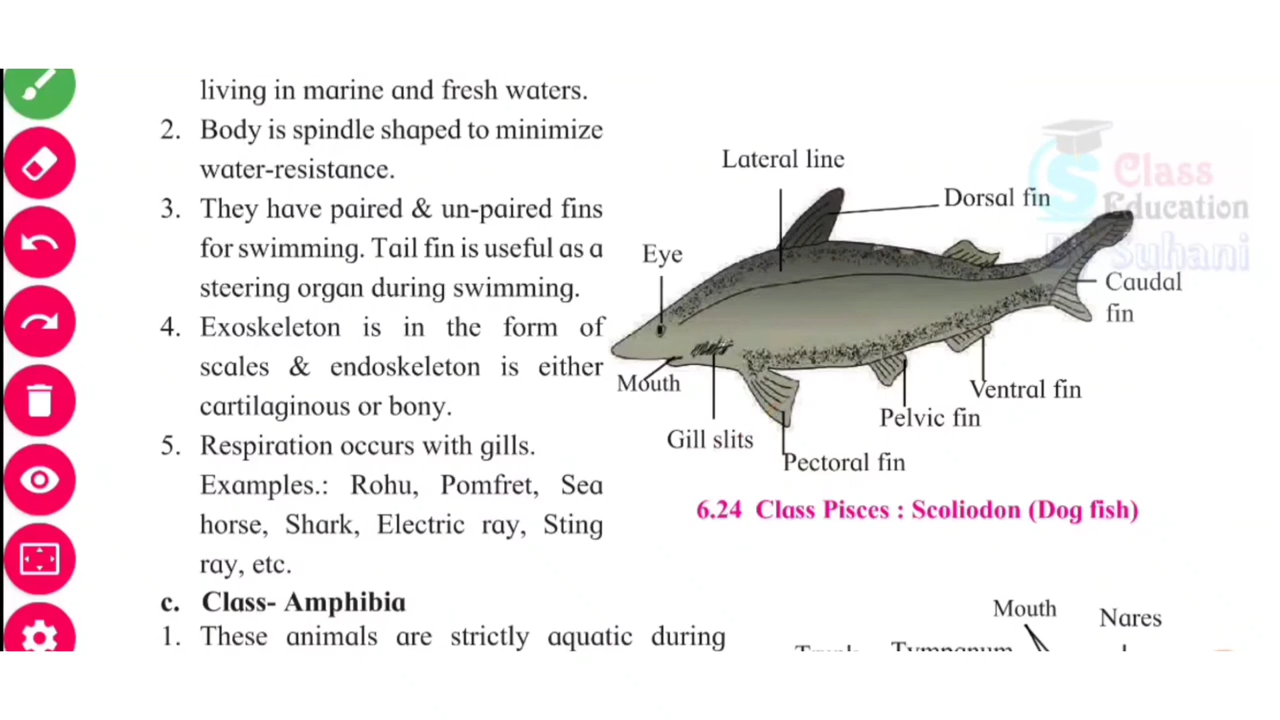 living in marine and fresh waters.
2. Body is spindle shaped to minimize
water-resistance.
3. They have paired & un-paired fins
for swimming. Tail fin is useful as a
steering organ during swimming.
4. Exoskeleton is in the form of
scales & endoskeleton is either
cartilaginous or bony.
5. Respiration occurs with gills.
Examples.: Rohu, Pomfret, Sea
horse, Shark, Electric ray, Sting
ray, etc.
Lateral line
Dorsal fin
Eye
Caudal
fin
Mouth
Ventral fin
Pelvic fin
Gill slits
Pectoral fin
6.24 Class Pisces : Scoliodon (Dog fish)
Class
Education
By Suhani
c. Class- Amphibia
1. These animals are strictly aquatic during
Mouth
Nares
Trunk
Tympanum